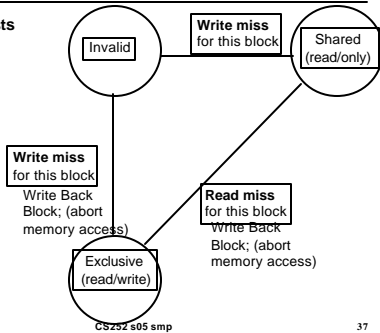 sts
Invalid
Write miss
for this block
Shared
(read/only)
Write miss
for this block
Write Back
Block; (abort
memory access)
Read miss
for this block
Write Back
Block; (abort
memory access)
Exclusive
(read/write)
CS252 s05 smp
37